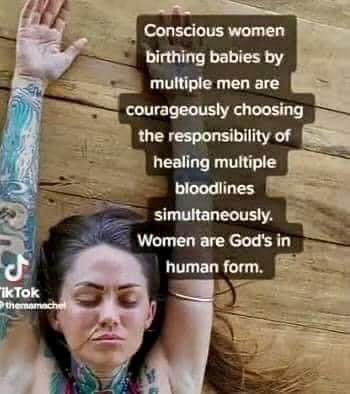 Conscious women
birthing babies by
multiple men are
courageously choosing
the responsibility of
healing multiple
bloodlines
simultaneously.
Women are God's in
human form.
TikTok